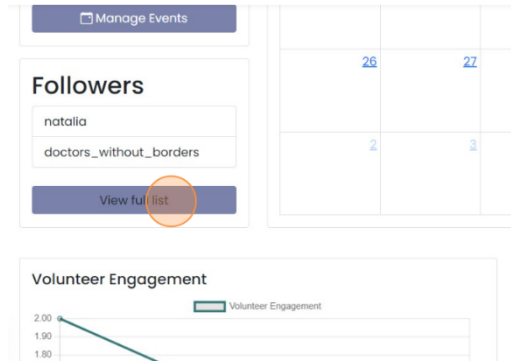 Manage Events
Followers
natalia
doctors_without_borders
View full list
26
27
2
3
Volunteer Engagement
Volunteer Engagement
2.00
1.90
1.80